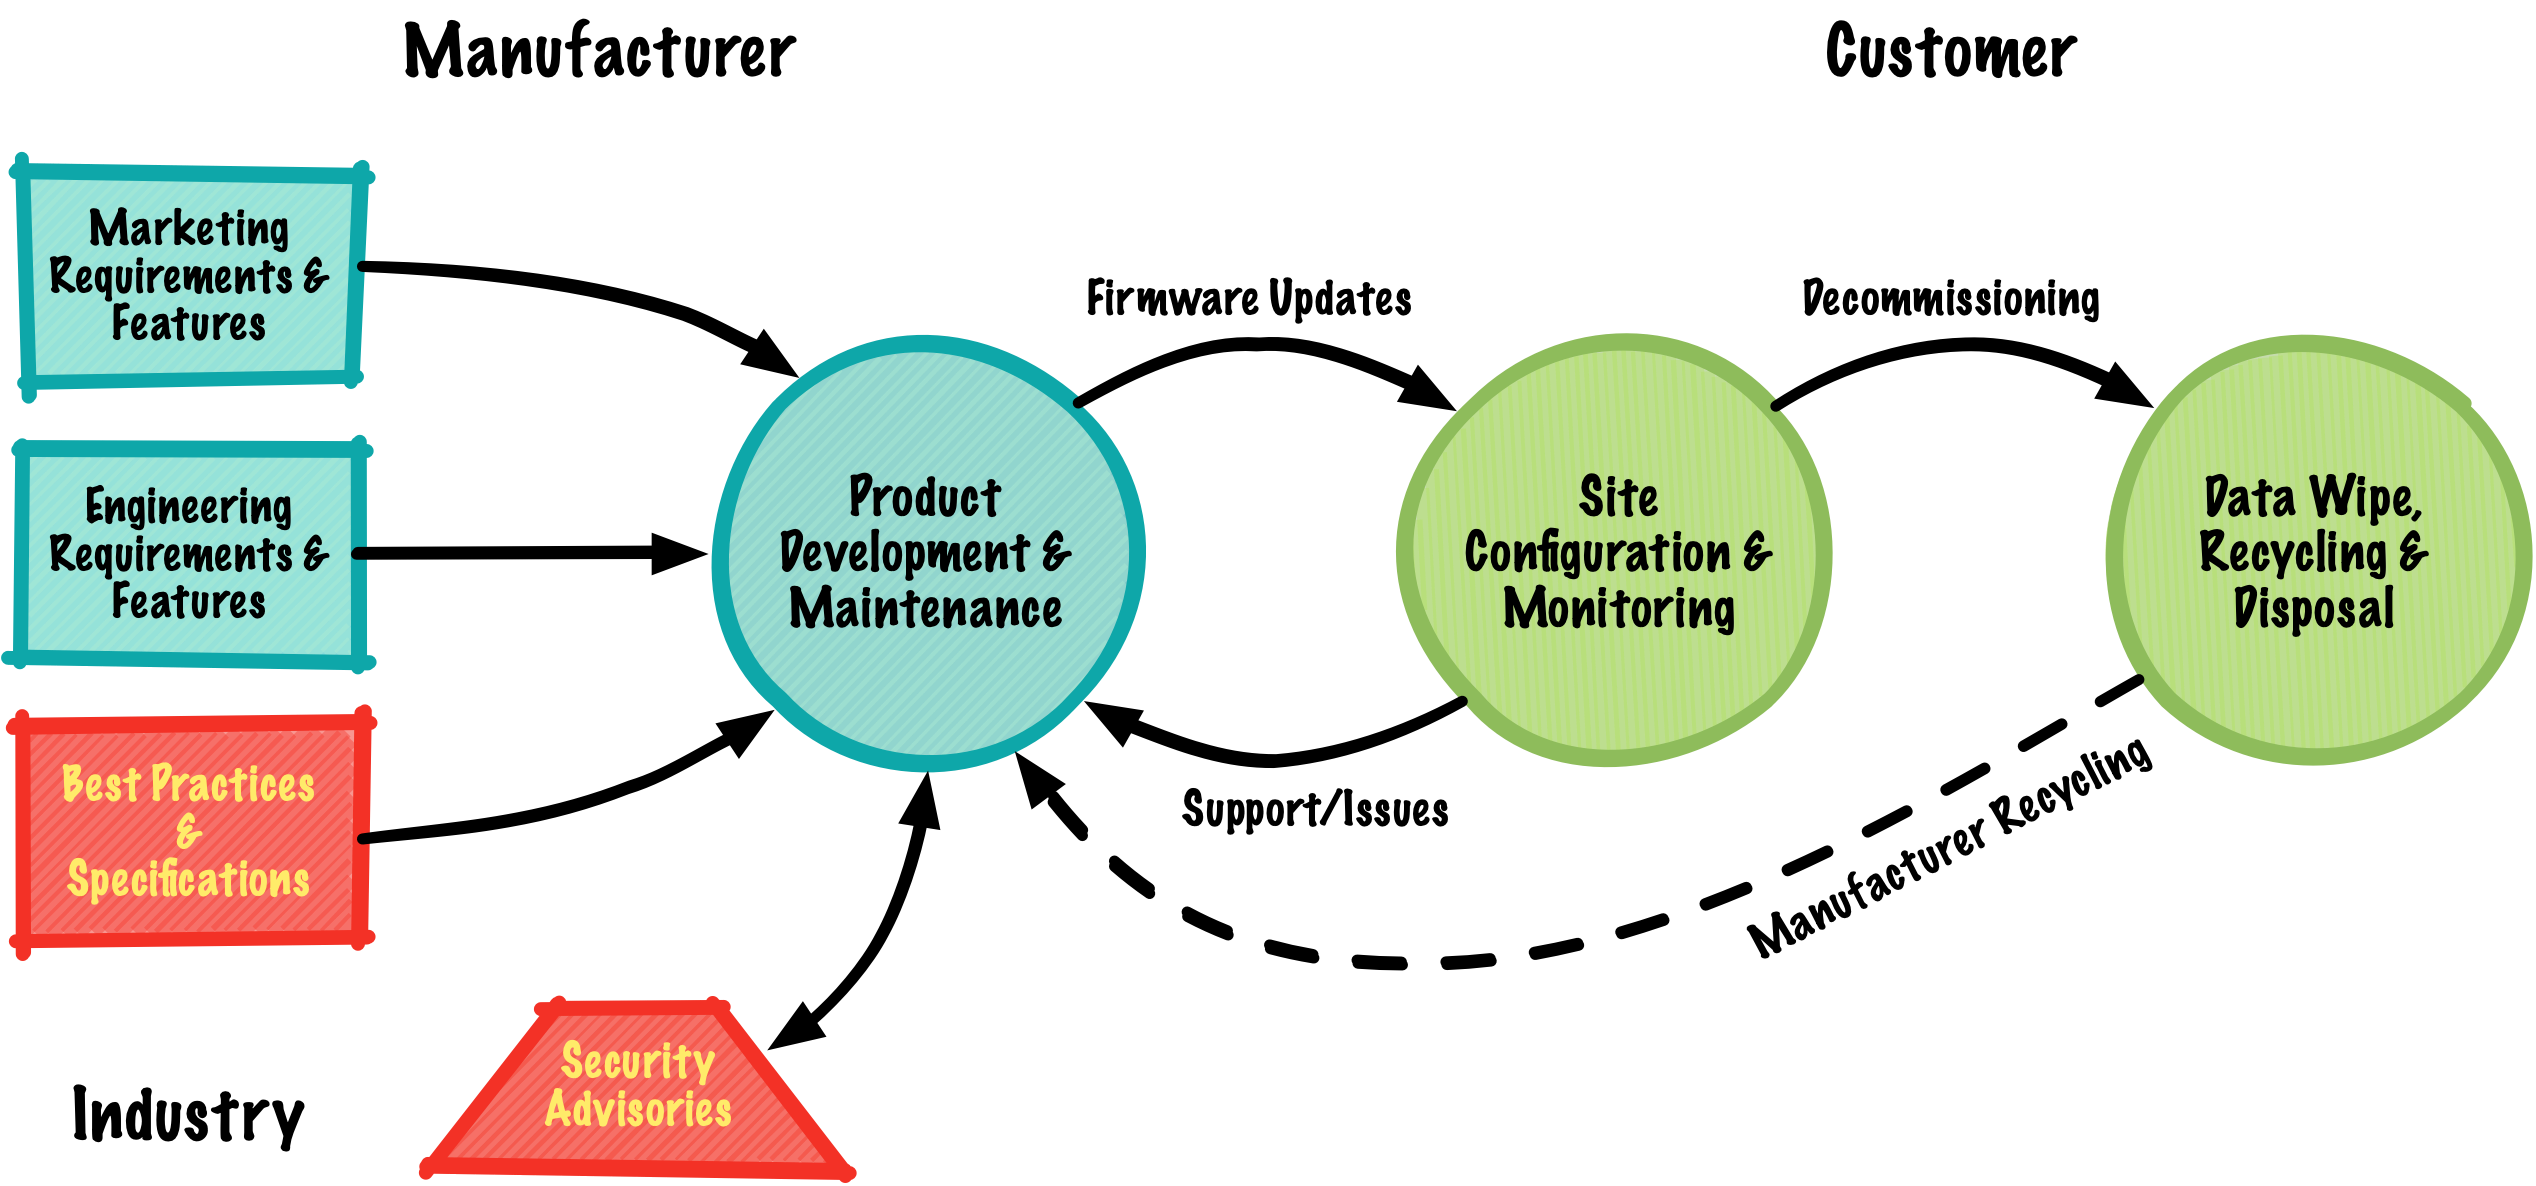 Manufacturer
Customer
Marketing
Requirements &
Features
Firmware Updates
Decommissioning
Engineering
Requirements &
Features
Product
Development &
Maintenance
Site
Configuration &
Monitoring
Data Wipe,
Recycling &
Disposal
Best Practices
&
Specifications
Support/Issues
Manufacturer Recycling
Security
Advisories
Industry